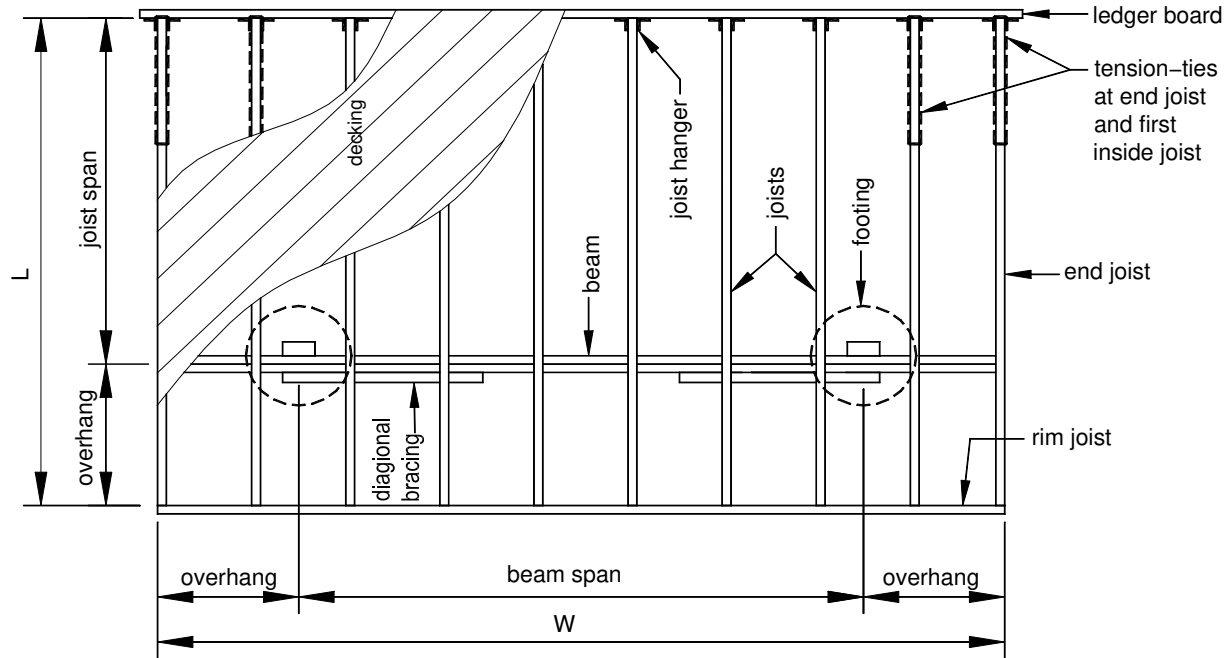 ledger board
tension–ties
at end joist
and first
inside joist
decking
joist hanger
joists
footing
joist span
L
beam
end joist
overhang
diagional
bracing
rim joist
overhang
beam span
overhang
W